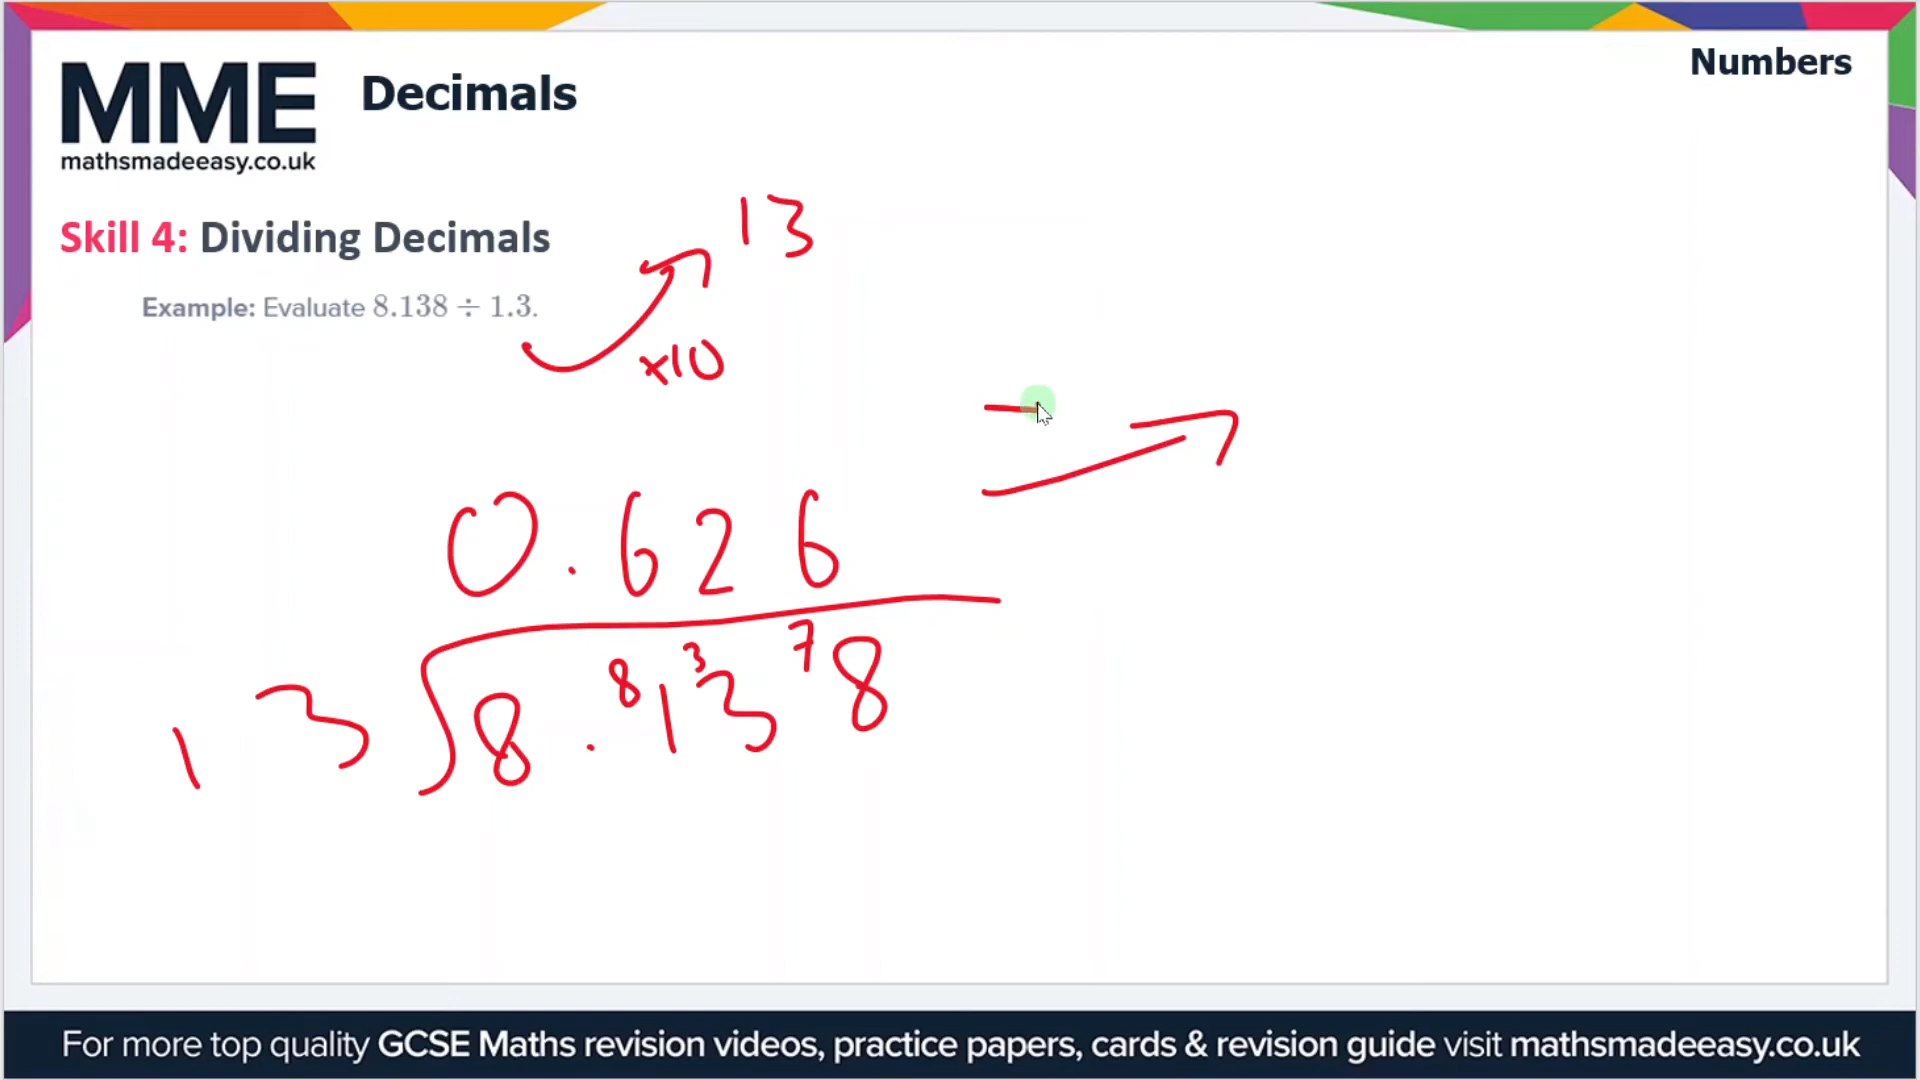 MME
mathsmadeeasy.co.uk
Decimals
Numbers
Skill 4: Dividing Decimals
Example: Evaluate 8.138 ÷ 1.3.
13
×10
0.626
13 8.⁸1³3⁷8
For more top quality GCSE Maths revision videos, practice papers, cards & revision guide visit mathsmadeeasy.co.uk